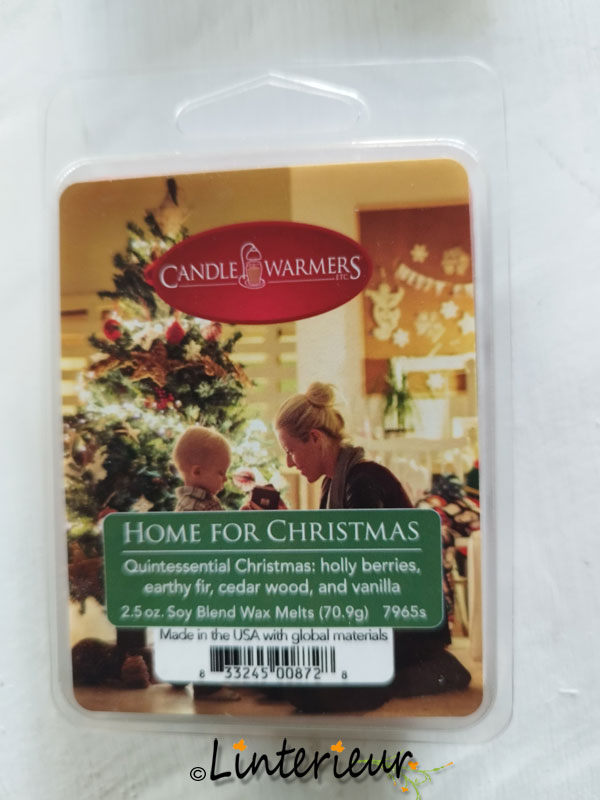 CANDLE WARMERS
ETC.
HOME FOR CHRISTMAS
Quintessential Christmas: holly berries,
earthy fir, cedar wood, and vanilla
2.5 oz. Soy Blend Wax Melts (70.9g) 7965s
Made in the USA with global materials
8 33245 00872 8
©Linterieur